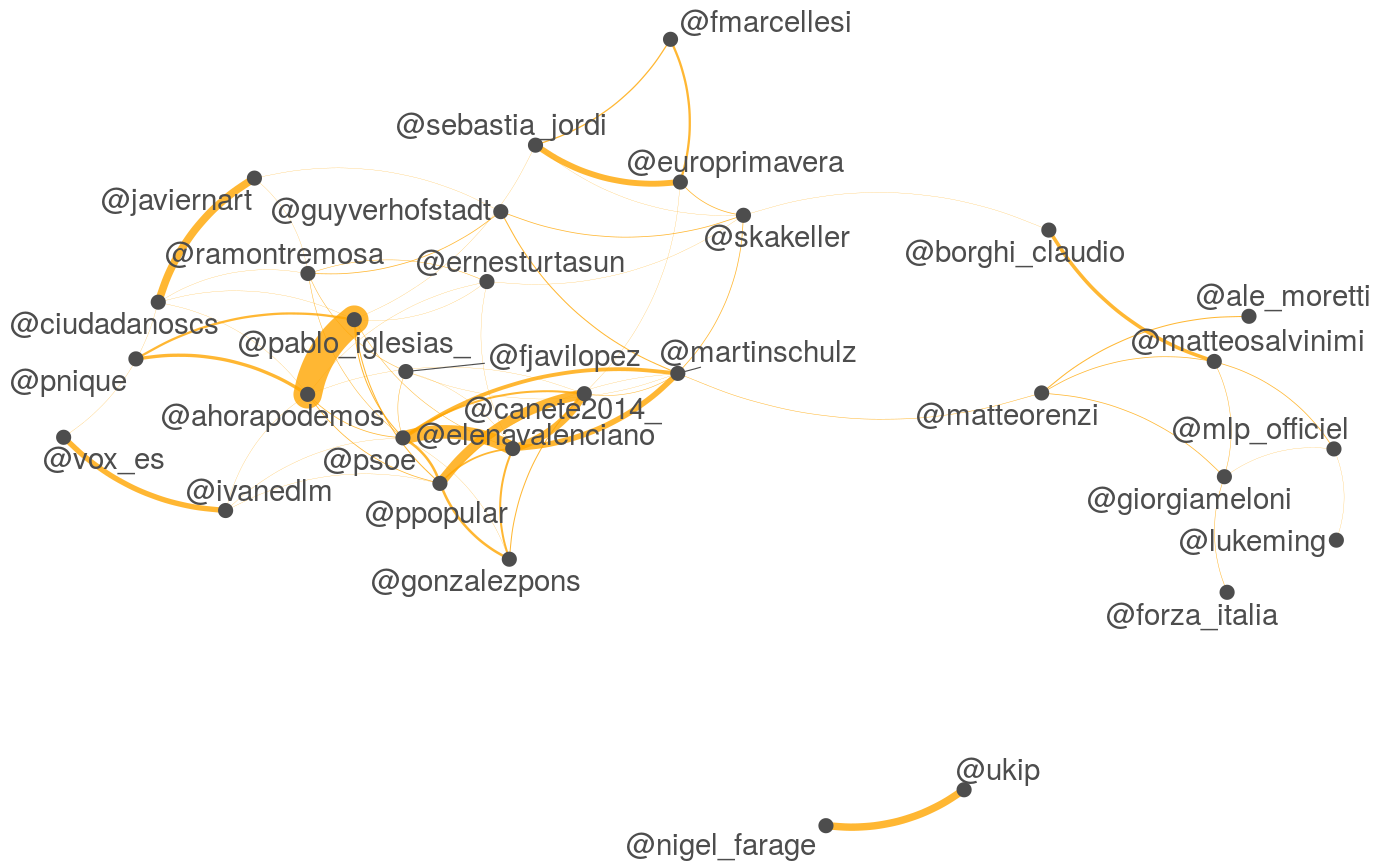 @fmarcellesi
@sebastia_jordi
@europrimavera
@javiernart
@guyverhofstadt
@skakeller
@ramontremosa
@ernesturtasun
@borghi_claudio
@ale_moretti
@ciudadanoscs
@pablo_iglesias_
@matteosalvinimi
@fjavilopez
@martinschulz
@pnique
@ahorapodemos
@canete2014_
@matteorenzi
@elenavalenciano
@mlp_officiel
@vox_es
@psoe
@ivanedlm
@giorgiameloni
@ppopular
@lukeming
@gonzalezpons
@forza_italia
@ukip
@nigel_farage